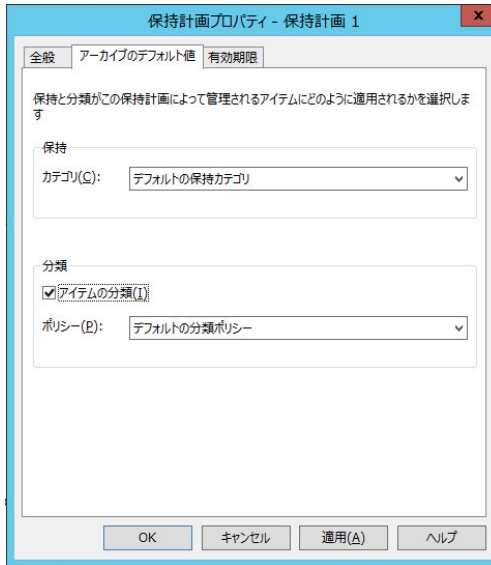 保持計画プロパティ - 保持計画 1
x
全般 アーカイブのデフォルト値 有効期限
保持と分類がこの保持計画によって管理されるアイテムにどのように適用されるかを選択しま
す
保持
カテゴリ(C): デフォルトの保持カテゴリ
分類
アイテムの分類(I)
ポリシー(P): デフォルトの分類ポリシー
OK キャンセル 適用(A) ヘルプ